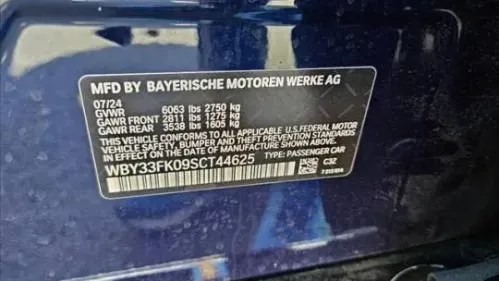 MFD BY BAYERISCHE MOTOREN WERKE AG
07/24
GVWR 6063 lbs 2750 kg
GAWR FRONT 2811 lbs 1275 kg
GAWR REAR 3538 lbs 1605 kg
THIS VEHICLE CONFORMS TO ALL APPLICABLE U.S.FEDERAL MOTOR
VEHICLE SAFETY, BUMPER AND THEFT PREVENTION STANDARDS
IN EFFECT ON THE DATE OF MANUFACTURE SHOWN ABOVE.
WBY33FK09SCT44625 TYPE: PASSENGER CAR
C3Z